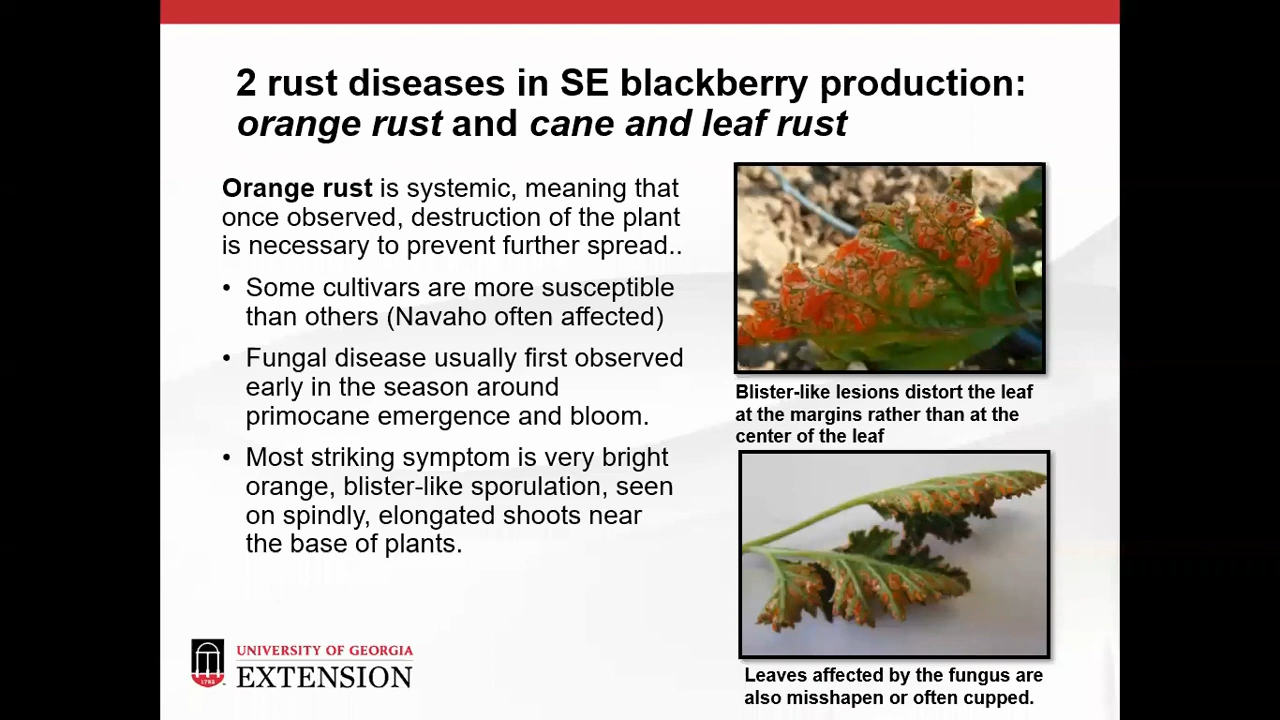 2 rust diseases in SE blackberry production:
orange rust and cane and leaf rust
Orange rust is systemic, meaning that
once observed, destruction of the plant
is necessary to prevent further spread..
• Some cultivars are more susceptible
than others (Navaho often affected)
• Fungal disease usually first observed
early in the season around
primocane emergence and bloom.
• Most striking symptom is very bright
orange, blister-like sporulation, seen
on spindly, elongated shoots near
the base of plants.
Blister-like lesions distort the leaf
at the margins rather than at the
center of the leaf
Leaves affected by the fungus are
also misshapen or often cupped.
1785
UNIVERSITY OF GEORGIA
EXTENSION